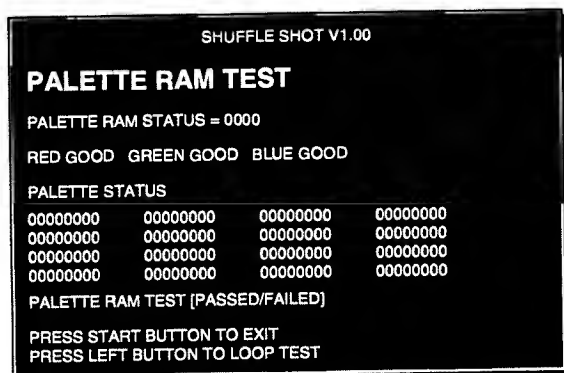 SHUFFLE SHOT V1.00
PALETTE RAM TEST
PALETTE RAM STATUS = 0000
RED GOOD GREEN GOOD BLUE GOOD
PALETTE STATUS
00000000 00000000 00000000 00000000
00000000 00000000 00000000 00000000
00000000 00000000 00000000 00000000
00000000 00000000 00000000 00000000
PALETTE RAM TEST [PASSED/FAILED]
PRESS START BUTTON TO EXIT
PRESS LEFT BUTTON TO LOOP TEST